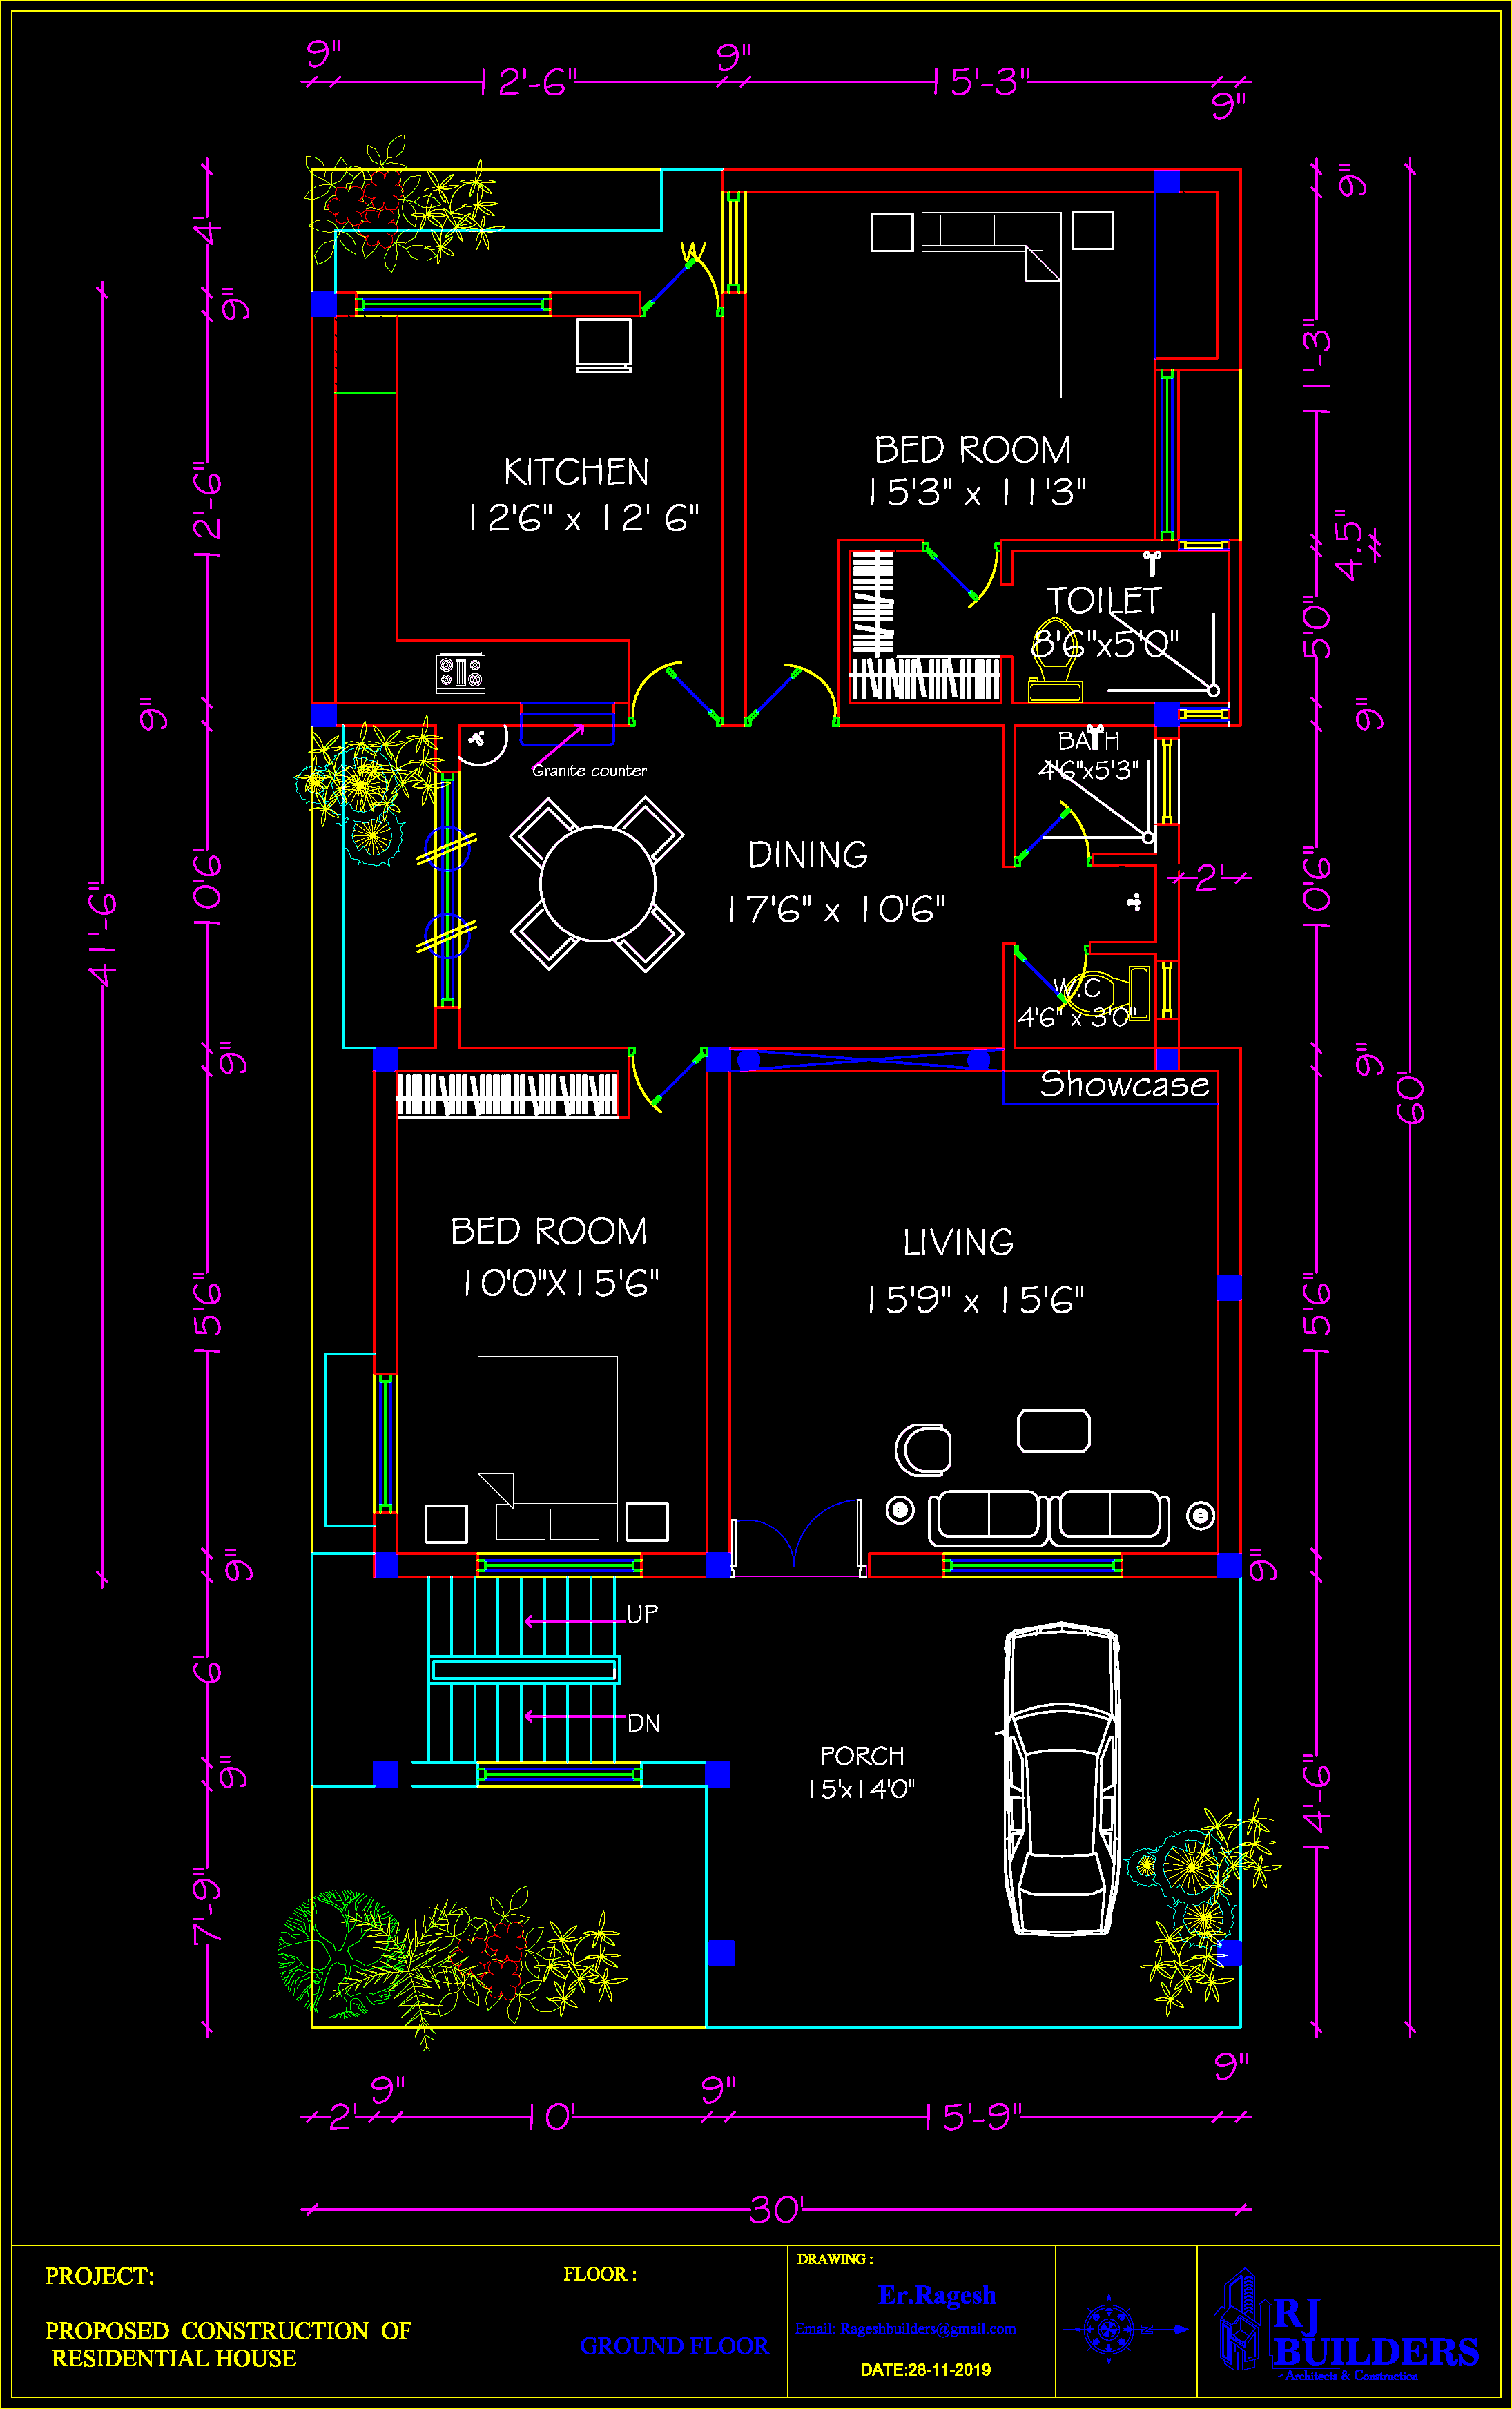 9"
12'-6"
9"
15'-3"
9"
4'
9"
12'-6"
9"
10'6'
41'-6"
9"
15'6"
9"
6'
9"
7'-9"
9"
11'-3"
4.5"
5'0"
9"
10'6"
2'
9"
60'
15'6"
9"
14'-6"
W
KITCHEN
12'6" x 12' 6"
BED ROOM
15'3" x 11'3"
TOILET
8'6"x5'0"
Granite counter
BATH
4'6"x5'3"
DINING
17'6" x 10'6"
W.C
4'6" x 3'0"
Showcase
BED ROOM
10'0"X15'6"
LIVING
15'9" x 15'6"
UP
DN
PORCH
15'x14'0"
9"
9"
9"
2'
10'
15'-9"
30'
PROJECT:
PROPOSED CONSTRUCTION OF
RESIDENTIAL HOUSE
FLOOR :
GROUND FLOOR
DRAWING :
Er.Ragesh
Email: Rageshbuilders@gmail.com
DATE:28-11-2019
RJ
BUILDERS
Architects & Construction